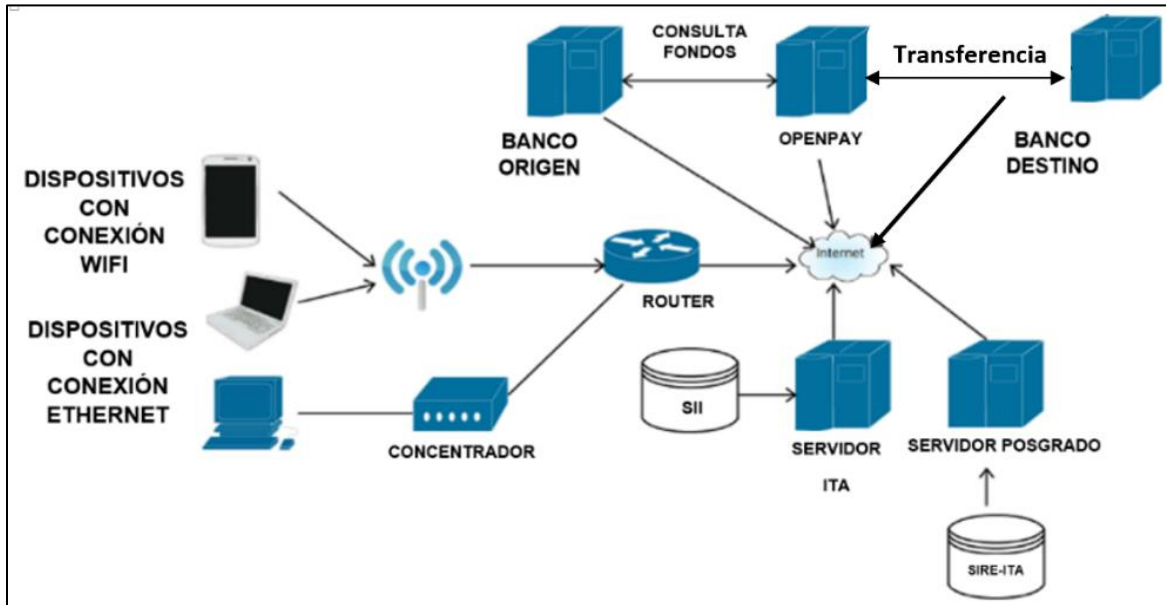 CONSULTA
FONDOS
Transferencia
BANCO
ORIGEN
OPENPAY
BANCO
DESTINO
DISPOSITIVOS
CON
CONEXIÓN
WIFI
Internet
ROUTER
DISPOSITIVOS
CON
CONEXIÓN
ETHERNET
SII
CONCENTRADOR
SERVIDOR
ITA
SERVIDOR POSGRADO
SIRE-ITA